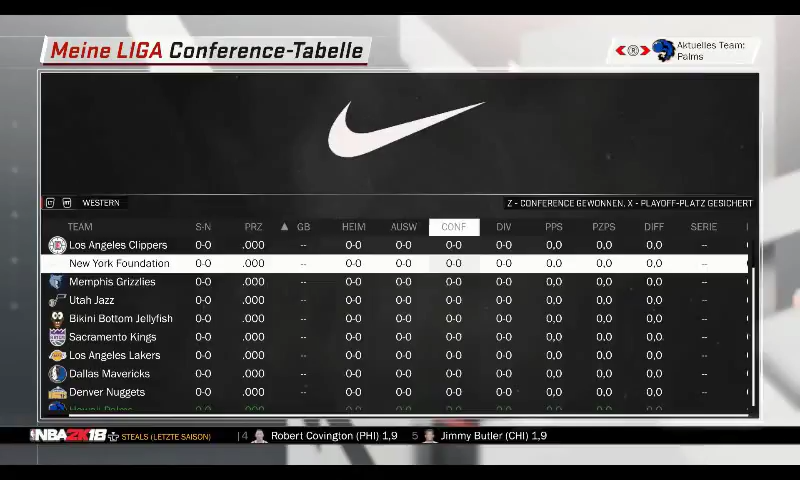 Meine LIGA Conference-Tabelle
R
Aktuelles Team:
Palms
LT RT WESTERN
Z - CONFERENCE GEWONNEN, X - PLAYOFF-PLATZ GESICHERT
TEAM S-N PRZ GB HEIM AUSW CONF DIV PPS PZPS DIFF SERIE
Los Angeles Clippers 0-0 .000 -- 0-0 0-0 0-0 0-0 0,0 0,0 0,0 --
New York Foundation 0-0 .000 -- 0-0 0-0 0-0 0-0 0,0 0,0 0,0 --
Memphis Grizzlies 0-0 .000 -- 0-0 0-0 0-0 0-0 0,0 0,0 0,0 --
Utah Jazz 0-0 .000 -- 0-0 0-0 0-0 0-0 0,0 0,0 0,0 --
Bikini Bottom Jellyfish 0-0 .000 -- 0-0 0-0 0-0 0-0 0,0 0,0 0,0 --
Sacramento Kings 0-0 .000 -- 0-0 0-0 0-0 0-0 0,0 0,0 0,0 --
Los Angeles Lakers 0-0 .000 -- 0-0 0-0 0-0 0-0 0,0 0,0 0,0 --
Dallas Mavericks 0-0 .000 -- 0-0 0-0 0-0 0-0 0,0 0,0 0,0 --
Denver Nuggets 0-0 .000 -- 0-0 0-0 0-0 0-0 0,0 0,0 0,0 --
Hawaii Palms
NBA2K18 STEALS (LETZTE SAISON) 4 Robert Covington (PHI) 1,9 5 Jimmy Butler (CHI) 1,9